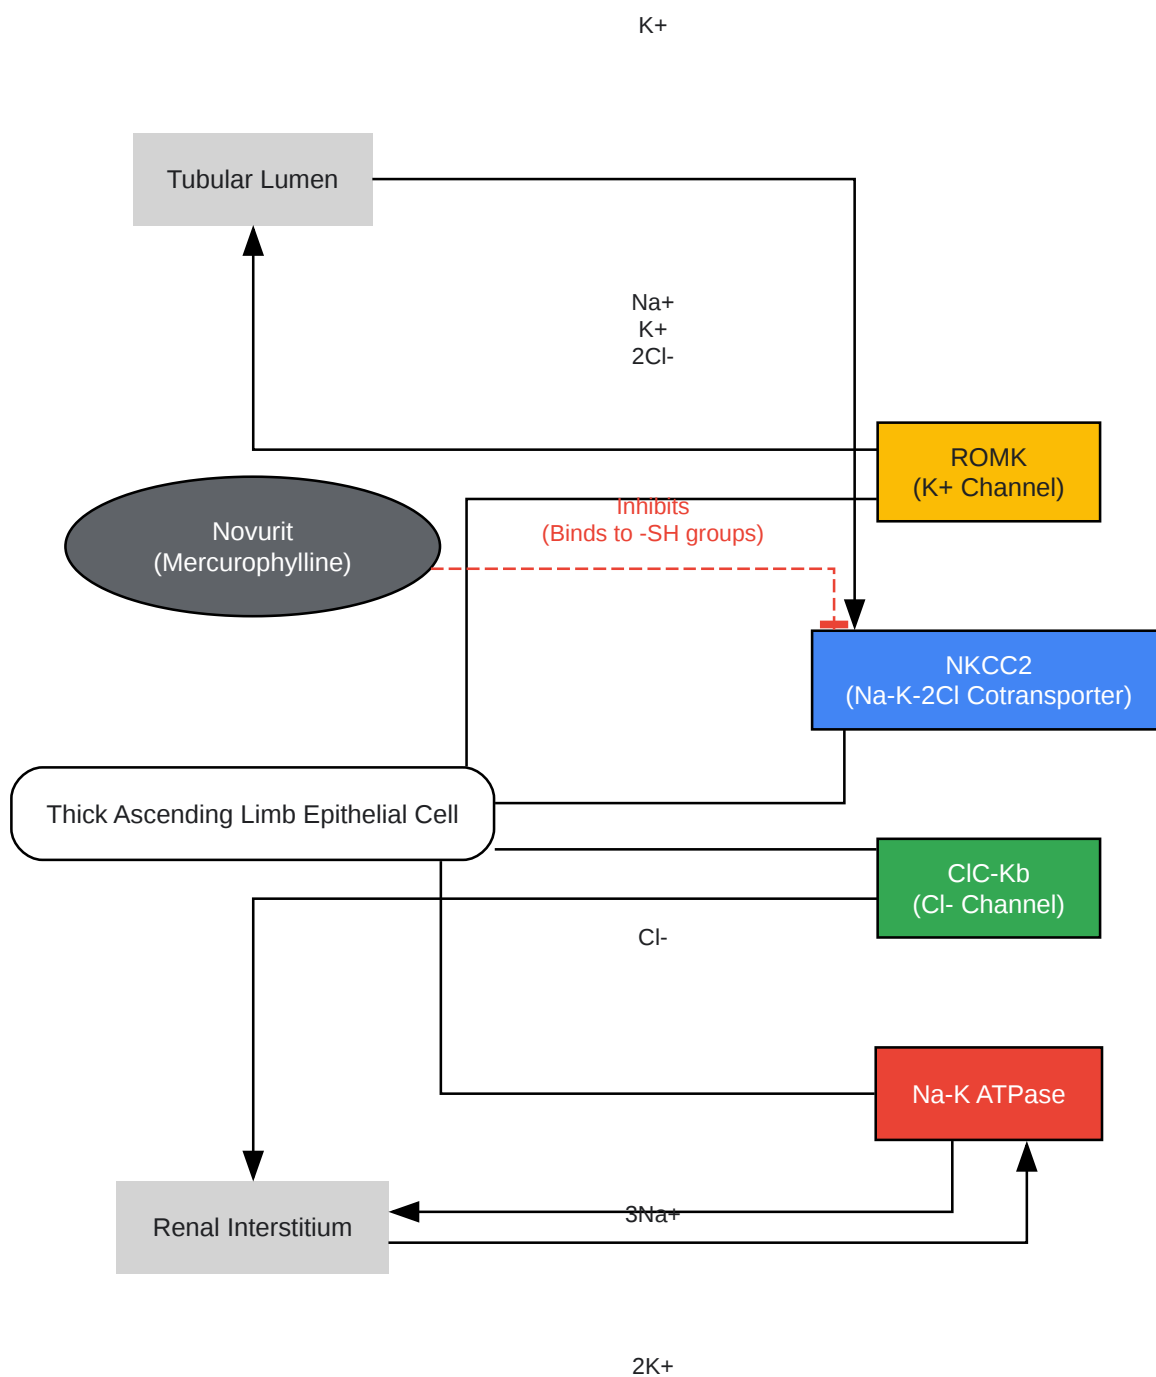 K+
Tubular Lumen
Na+
K+
2Cl-
ROMK
(K+ Channel)
Inhibits
(Binds to -SH groups)
Novurit
(Mercurophylline)
NKCC2
(Na-K-2Cl Cotransporter)
Thick Ascending Limb Epithelial Cell
ClC-Kb
(Cl- Channel)
Cl-
Na-K ATPase
3Na+
Renal Interstitium
2K+